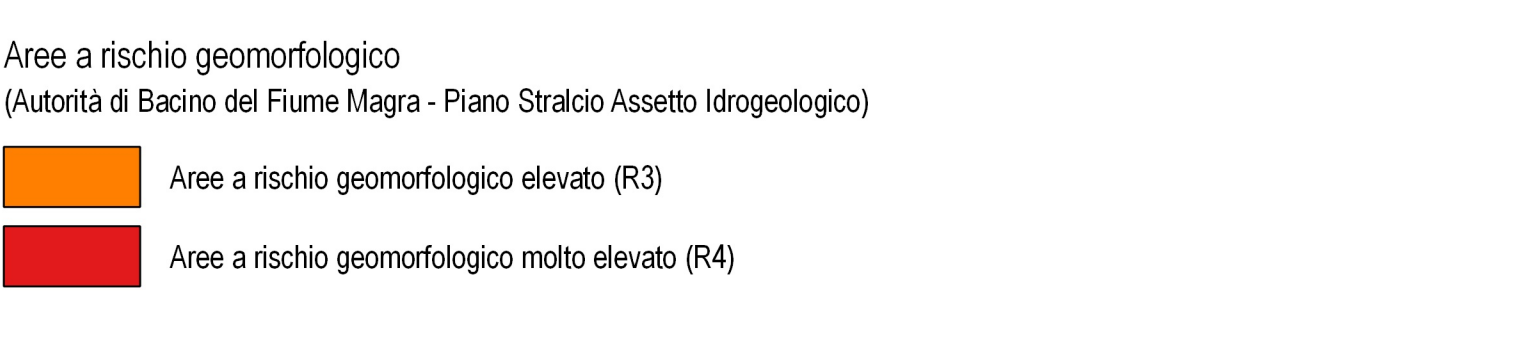 Aree a rischio geomorfologico
(Autorità di Bacino del Fiume Magra - Piano Stralcio Assetto Idrogeologico)
Aree a rischio geomorfologico elevato (R3)
Aree a rischio geomorfologico molto elevato (R4)